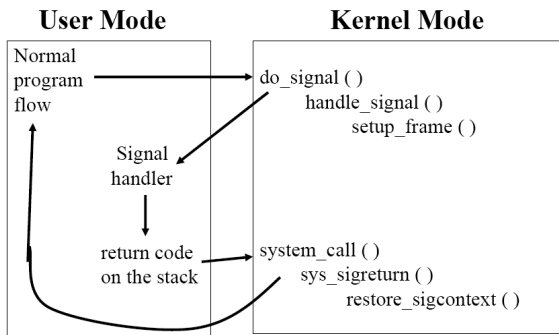 User Mode
Kernel Mode
Normal
program
flow
do_signal ( )
handle_signal ( )
setup_frame ( )
Signal
handler
return code
on the stack
system_call ( )
sys_sigreturn ( )
restore_sigcontext ( )